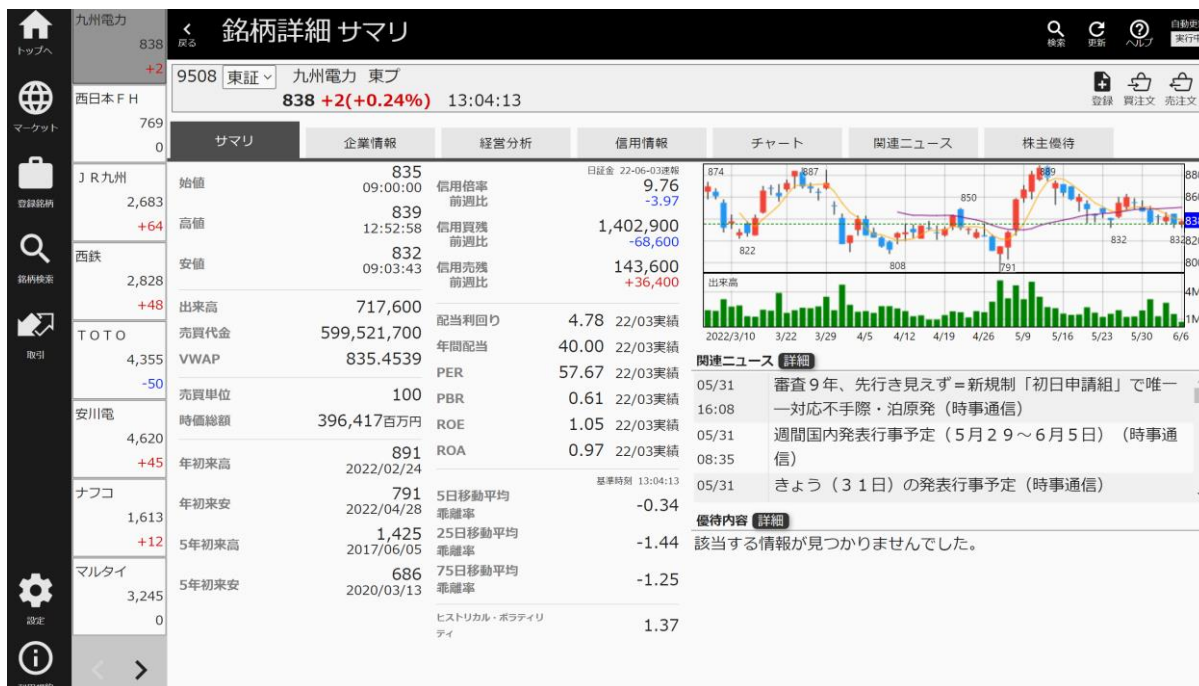 トップへ
マーケット
登録銘柄
銘柄検索
取引
設定
九州電力
838
+2
西日本ＦＨ
769
0
ＪＲ九州
2,683
+64
西鉄
2,828
+48
ＴＯＴＯ
4,355
-50
安川電
4,620
+45
ナフコ
1,613
+12
マルタイ
3,245
0
戻る 銘柄詳細 サマリ
検索 更新 ヘルプ
実行中
9508 東証 九州電力 東プ
838 +2(+0.24%) 13:04:13
登録 買注文 売注文
サマリ 企業情報 経営分析 信用情報 チャート 関連ニュース 株主優待
始値 835
09:00:00
高値 839
12:52:58
安値 832
09:03:43
出来高 717,600
売買代金 599,521,700
VWAP 835.4539
売買単位 100
時価総額 396,417百万円
年初来高 891
2022/02/24
年初来安 791
2022/04/28
5年初来高 1,425
2017/06/05
5年初来安 686
2020/03/13
日証金 22-06-03速報
信用倍率 9.76
前週比 -3.97
信用買残 1,402,900
前週比 -68,600
信用売残 143,600
前週比 +36,400
配当利回り 4.78 22/03実績
年間配当 40.00 22/03実績
PER 57.67 22/03実績
PBR 0.61 22/03実績
ROE 1.05 22/03実績
ROA 0.97 22/03実績
基準時刻 13:04:13
5日移動平均
乖離率 -0.34
25日移動平均
乖離率 -1.44
75日移動平均
乖離率 -1.25
ヒストリカル・ボラティリ
ティ 1.37
874 887 889
850
822 808 791 832 832
838
出来高
4M
1M
2022/3/10 3/22 3/29 4/5 4/12 4/19 4/26 5/9 5/16 5/23 5/30 6/6
関連ニュース 詳細
05/31 審査９年、先行き見えず＝新規制「初日申請組」で唯一
16:08 ―対応不手際・泊原発（時事通信）
05/31 週間国内発表行事予定（５月２９～６月５日）（時事通
08:35 信）
05/31 きょう（３１日）の発表行事予定（時事通信）
優待内容 詳細
該当する情報が見つかりませんでした。